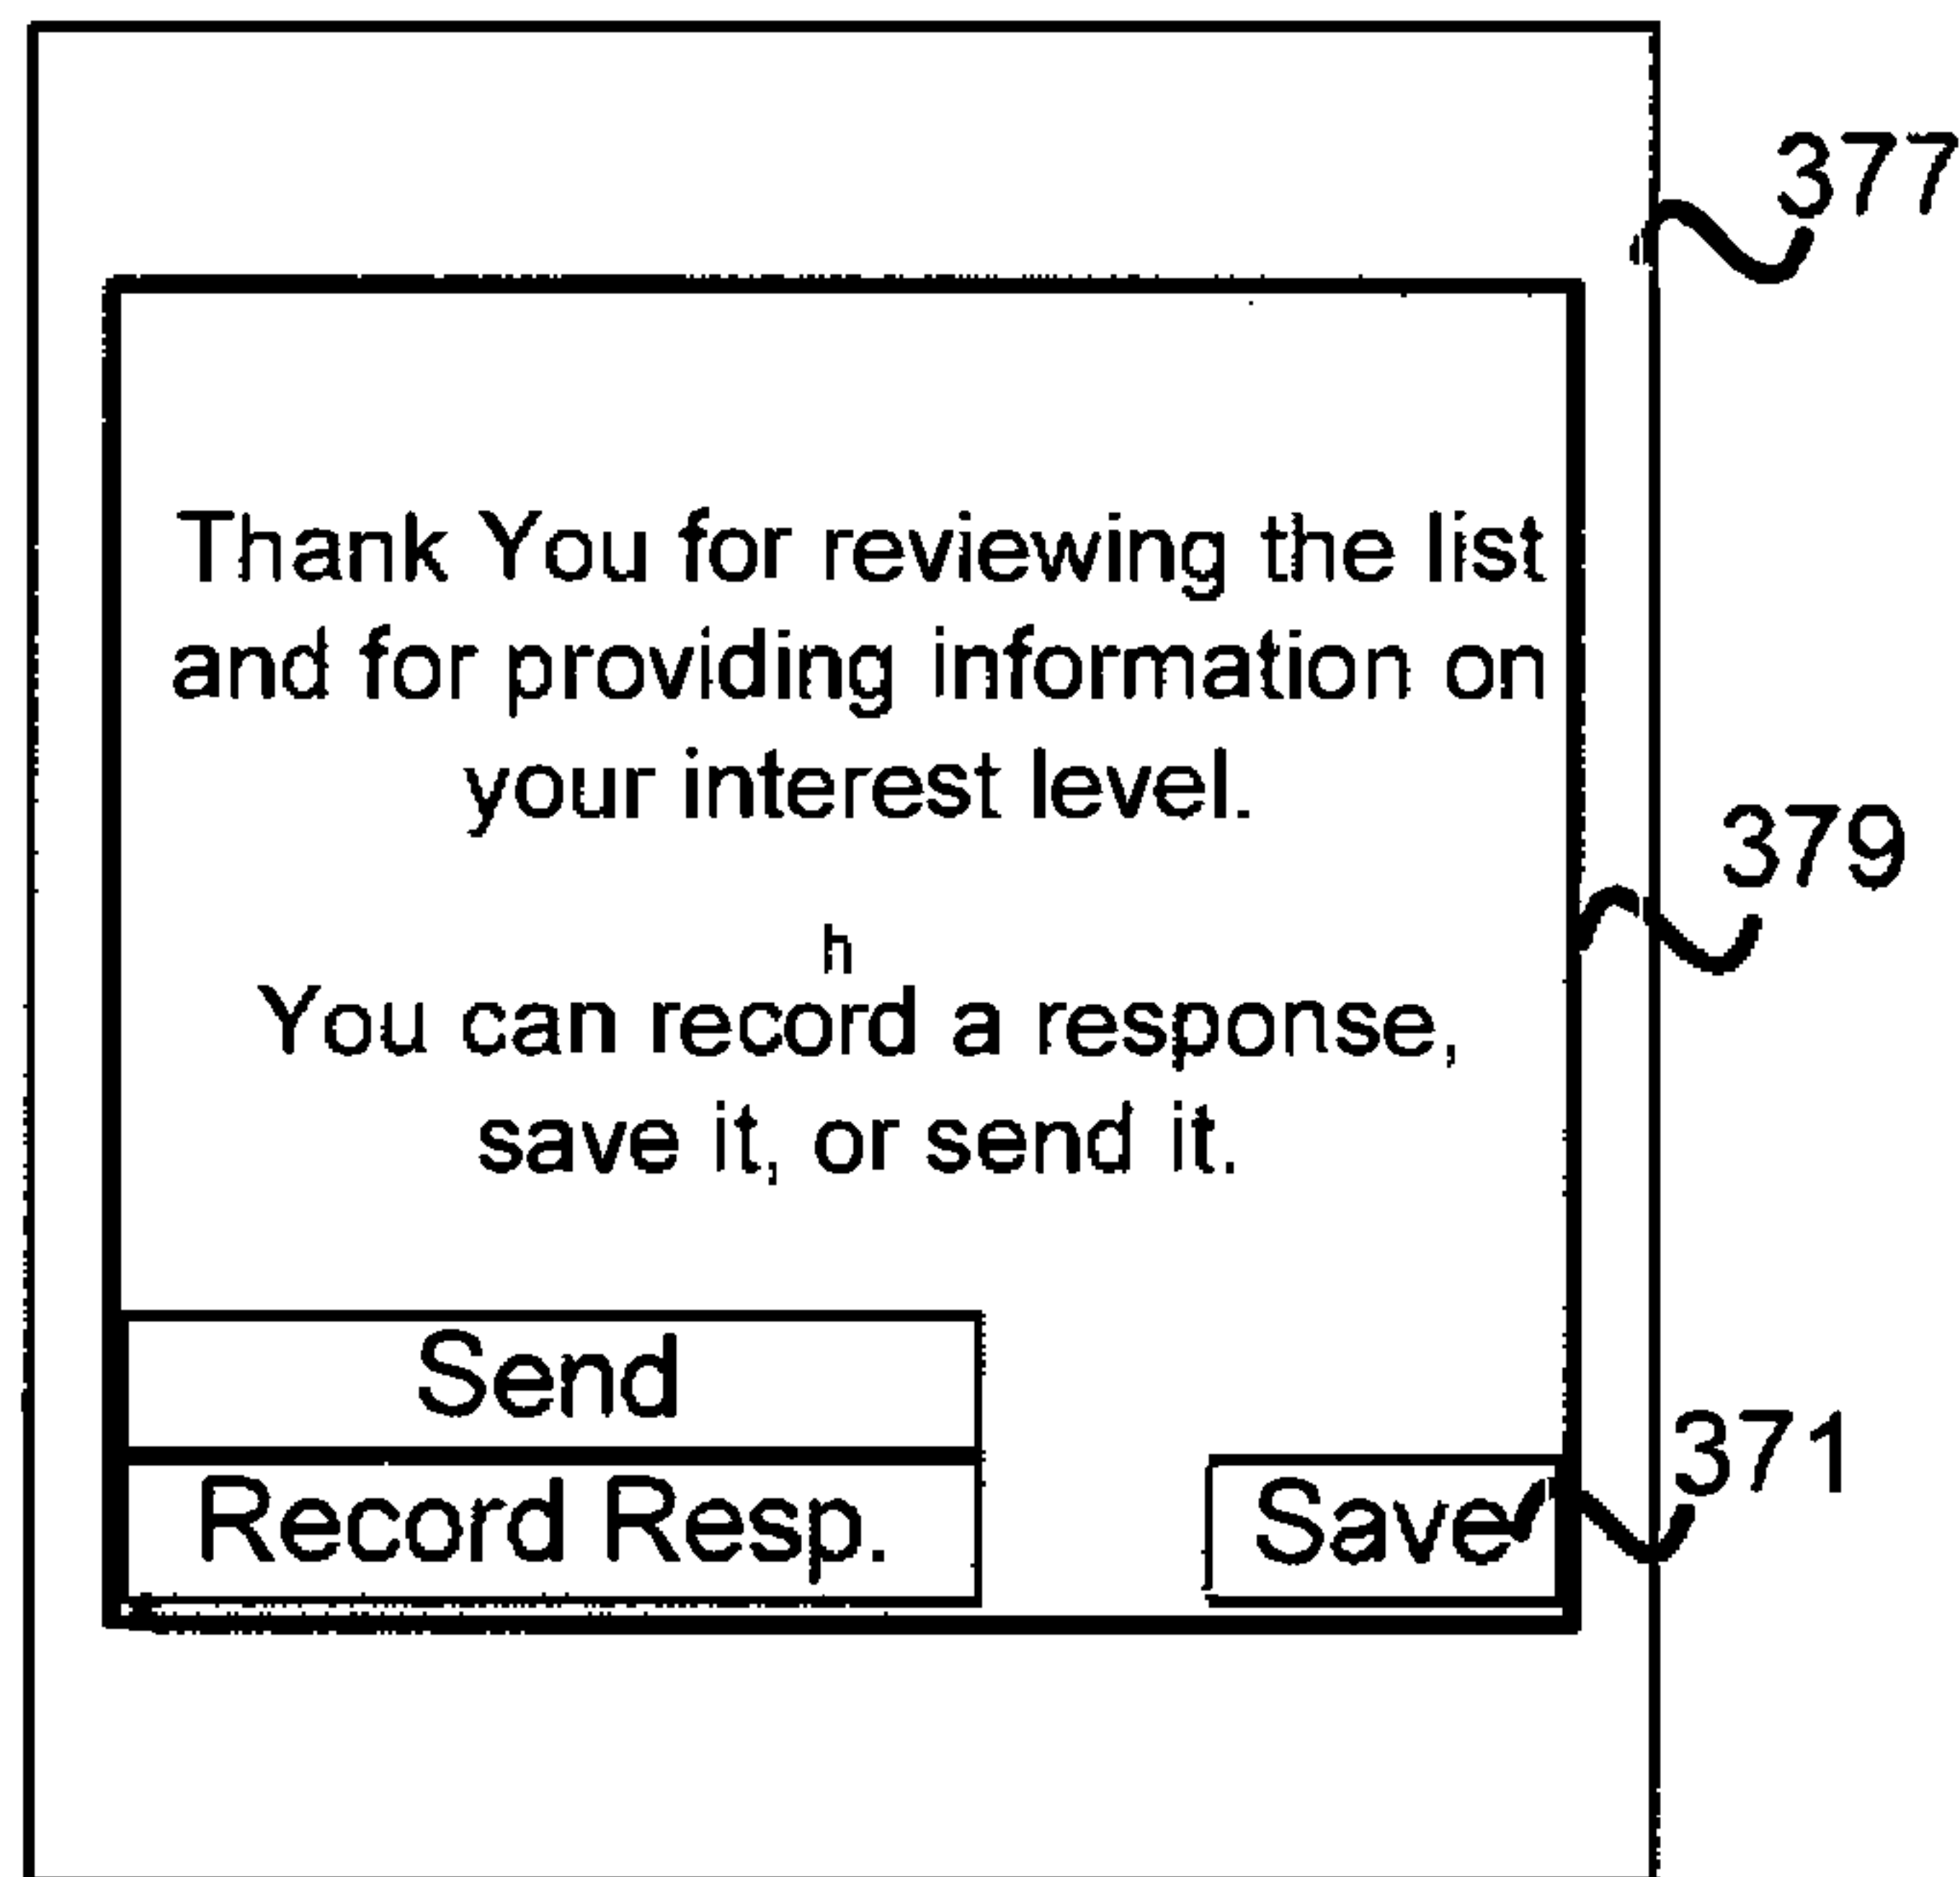 377
Thank You for reviewing the list
and for providing information on
your interest level.
379
h
You can record a response,
save it, or send it.
Send
371
Record Resp.
Save